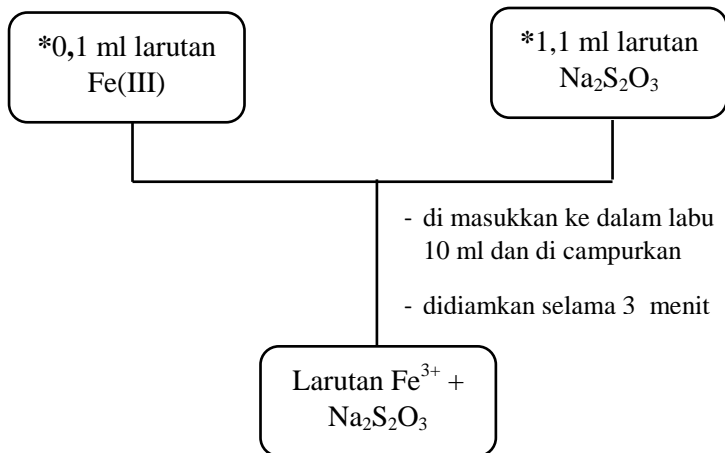 *0,1 ml larutan
Fe(III)
*1,1 ml larutan
Na₂S₂O₃
- di masukkan ke dalam labu
10 ml dan di campurkan
- didiamkan selama 3 menit
Larutan Fe³⁺ +
Na₂S₂O₃